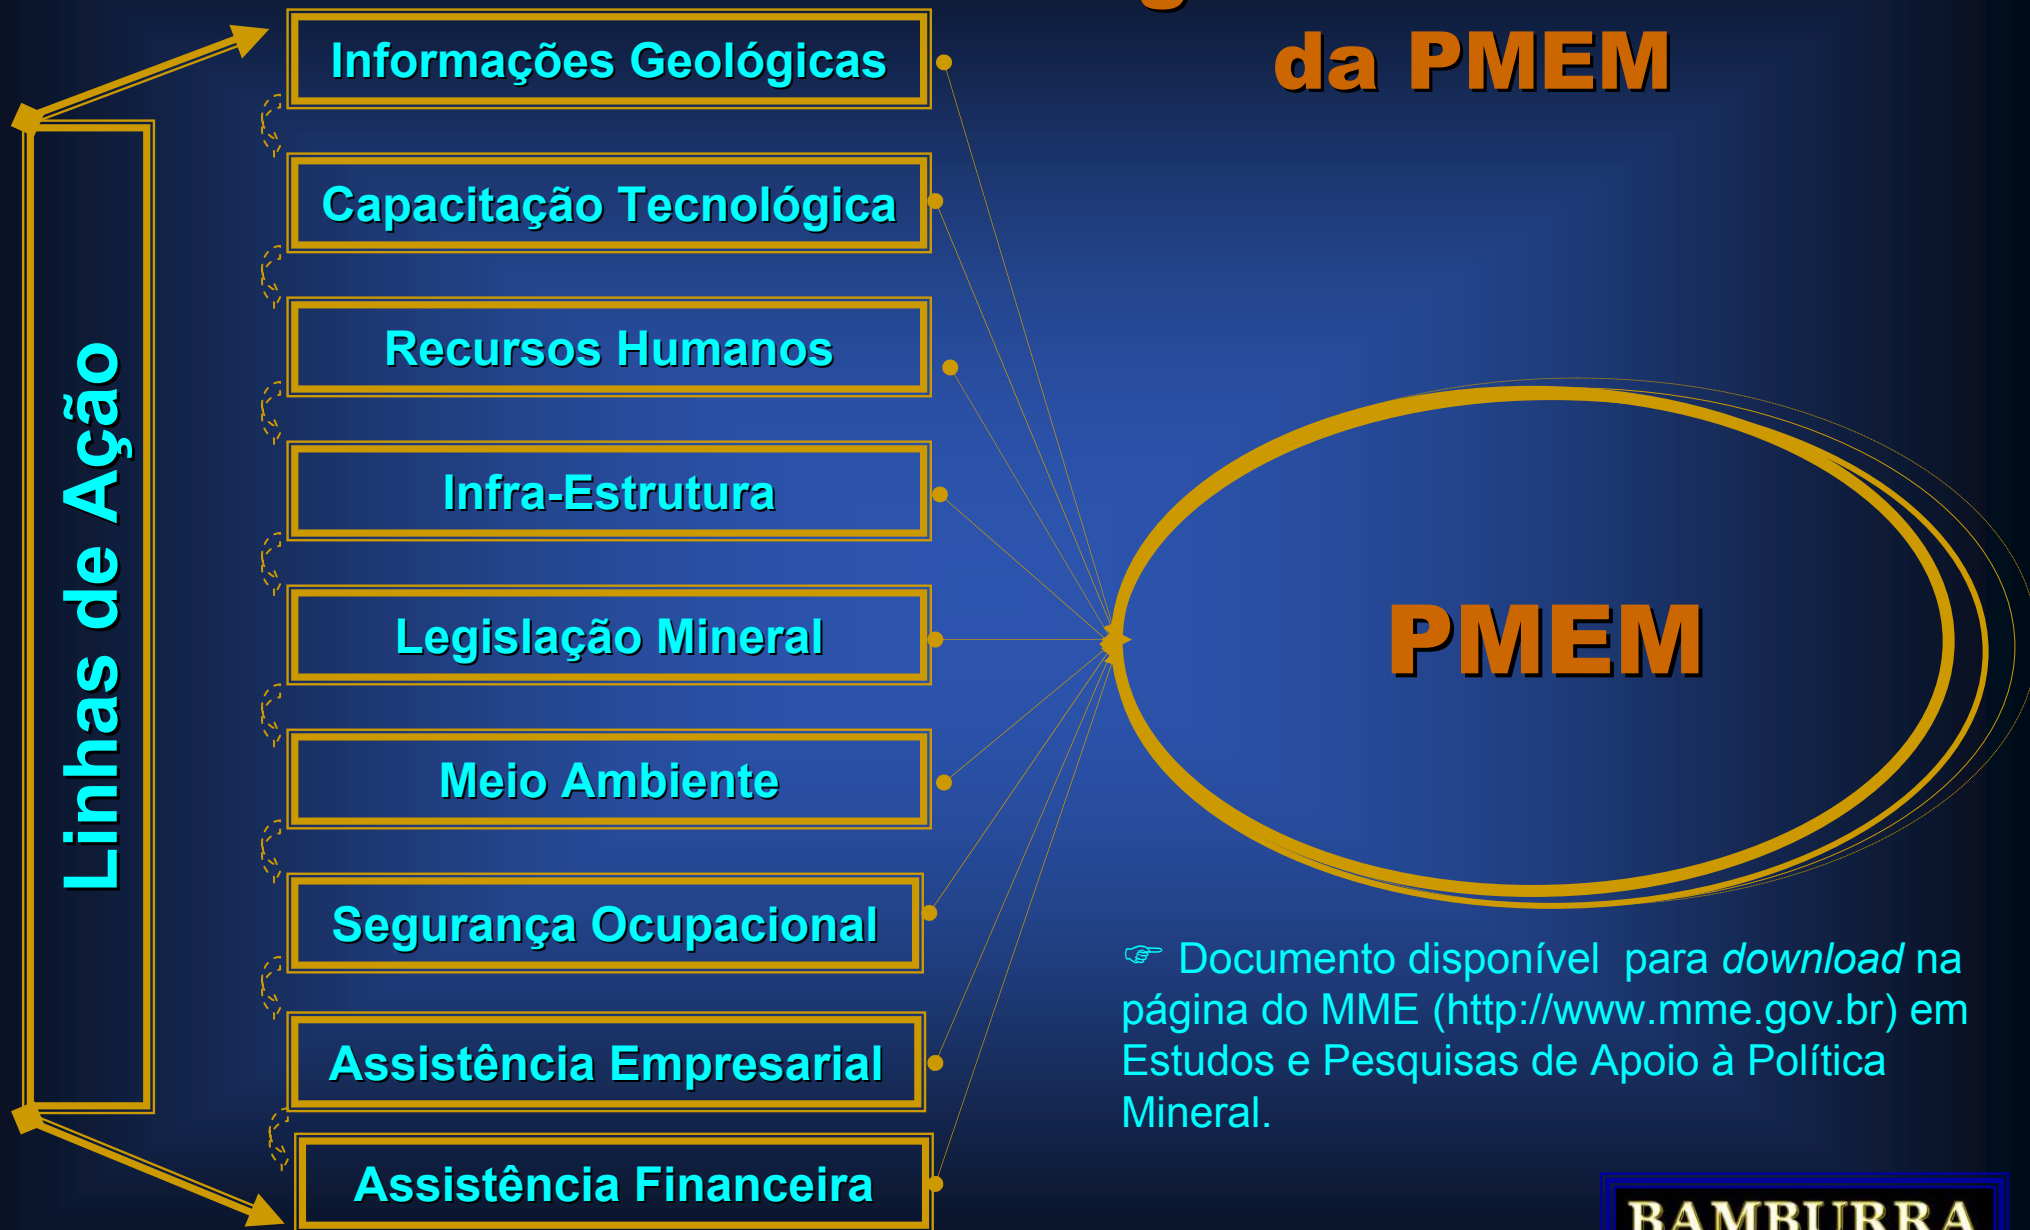 da PMEM
Linhas de Ação
Informações Geológicas
Capacitação Tecnológica
Recursos Humanos
Infra-Estrutura
Legislação Mineral
Meio Ambiente
Segurança Ocupacional
Assistência Empresarial
Assistência Financeira
PMEM
☞ Documento disponível para download na
página do MME (http://www.mme.gov.br) em
Estudos e Pesquisas de Apoio à Política
Mineral.
BAMBURRA